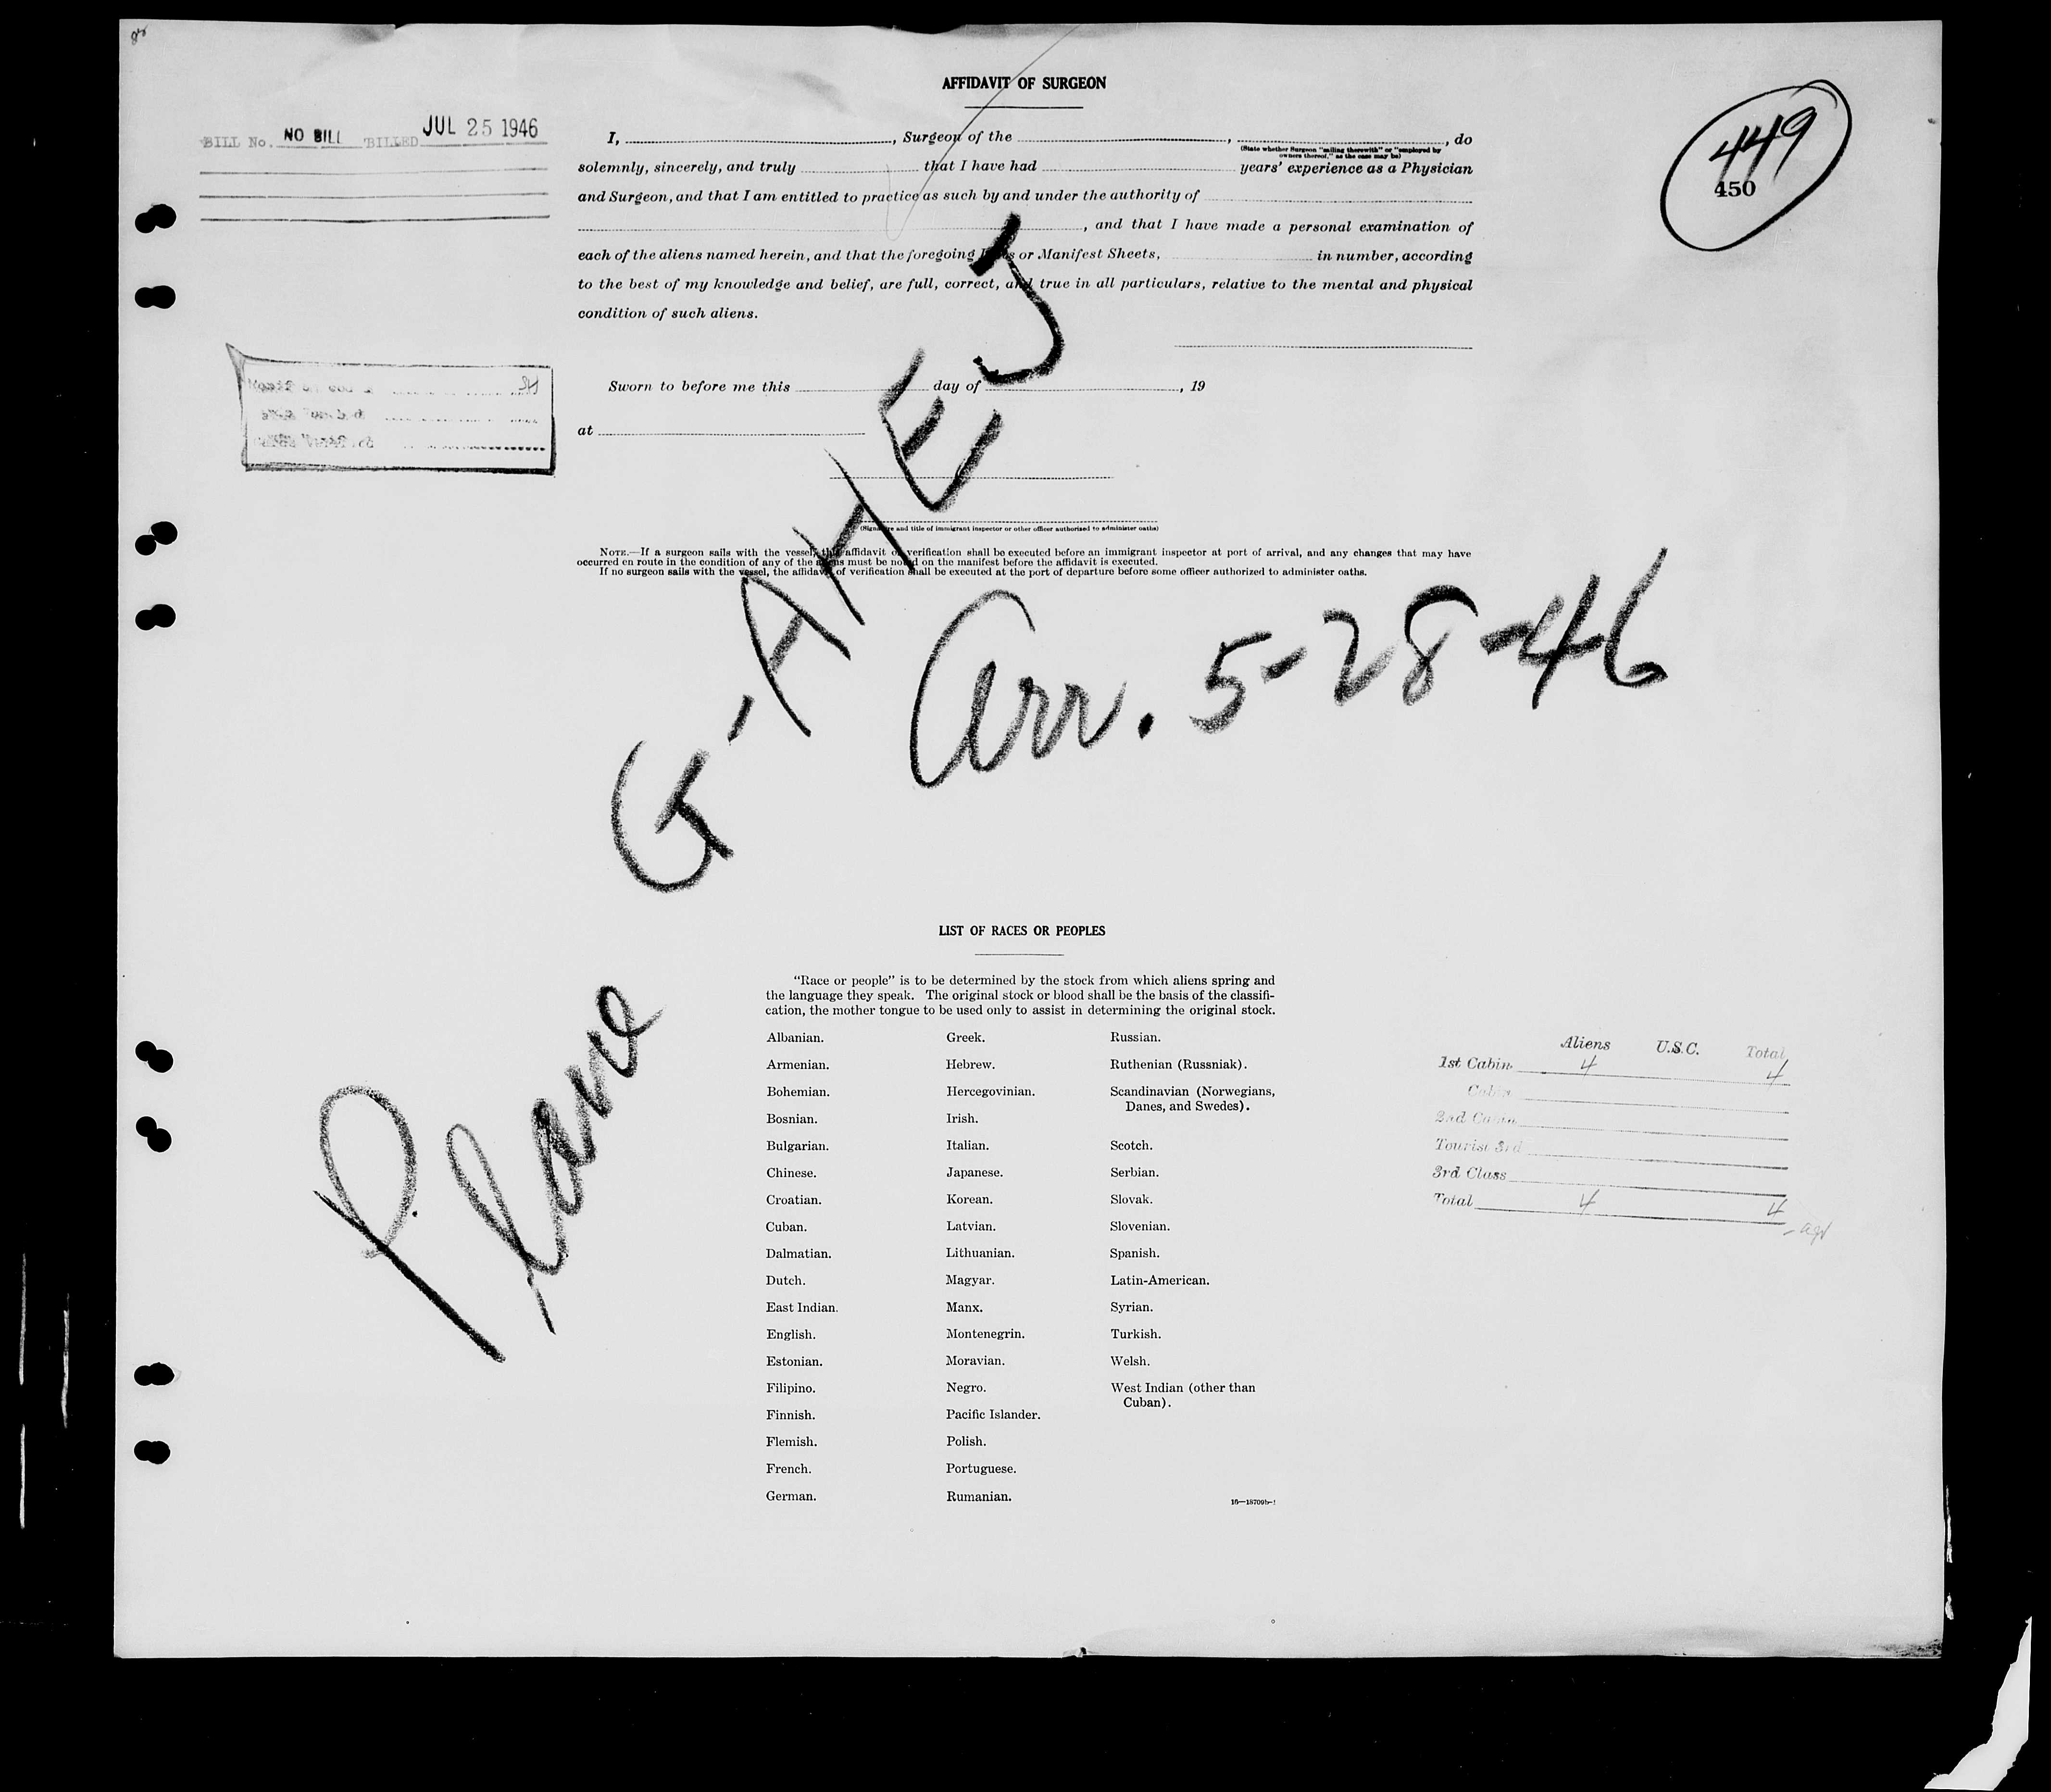 AFFIDAVIT OF SURGEON
BILL No. NO BILL BILLED JUL 25 1946
449
450
I, , Surgeon of the , , do
(State whether Surgeon "sailing therewith" or "employed by
owners thereof," as the case may be)
solemnly, sincerely, and truly that I have had years' experience as a Physician
and Surgeon, and that I am entitled to practice as such by and under the authority of
, and that I have made a personal examination of
each of the aliens named herein, and that the foregoing or Manifest Sheets, in number, according
to the best of my knowledge and belief, are full, correct, and true in all particulars, relative to the mental and physical
condition of such aliens.
Sworn to before me this day of , 19
at
(Signature and title of immigrant inspector or other officer authorized to administer oaths)
NOTE.—If a surgeon sails with the vessel, the affidavit of verification shall be executed before an immigrant inspector at port of arrival, and any changes that may have
occurred en route in the condition of any of the aliens must be noted on the manifest before the affidavit is executed.
If no surgeon sails with the vessel, the affidavit of verification shall be executed at the port of departure before some officer authorized to administer oaths.
Plane G-AHEJ
Arr. 5-28-46
LIST OF RACES OR PEOPLES
"Race or people" is to be determined by the stock from which aliens spring and
the language they speak. The original stock or blood shall be the basis of the classifi-
cation, the mother tongue to be used only to assist in determining the original stock.
Albanian.
Armenian.
Bohemian.
Bosnian.
Bulgarian.
Chinese.
Croatian.
Cuban.
Dalmatian.
Dutch.
East Indian.
English.
Estonian.
Filipino.
Finnish.
Flemish.
French.
German.
Greek.
Hebrew.
Hercegovinian.
Irish.
Italian.
Japanese.
Korean.
Latvian.
Lithuanian.
Magyar.
Manx.
Montenegrin.
Moravian.
Negro.
Pacific Islander.
Polish.
Portuguese.
Rumanian.
Russian.
Ruthenian (Russniak).
Scandinavian (Norwegians,
Danes, and Swedes).
Scotch.
Serbian.
Slovak.
Slovenian.
Spanish.
Latin-American.
Syrian.
Turkish.
Welsh.
West Indian (other than
Cuban).
Aliens U.S.C. Total
1st Cabin 4 4
Cabin
2nd Cabin
Tourist 3rd
3rd Class
Total 4 4